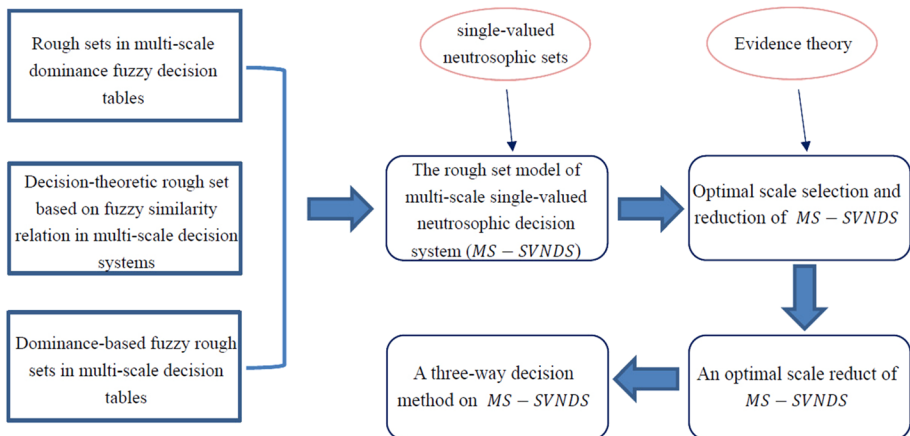 Rough sets in multi-scale
dominance fuzzy decision
tables
Decision-theoretic rough set
based on fuzzy similarity
relation in multi-scale decision
systems
Dominance-based fuzzy rough
sets in multi-scale decision
tables
single-valued
neutrosophic sets
The rough set model of
multi-scale single-valued
neutrosophic decision
system (MS − SVNDS)
Evidence theory
Optimal scale selection and
reduction of MS − SVNDS
An optimal scale reduct of
MS − SVNDS
A three-way decision
method on MS − SVNDS